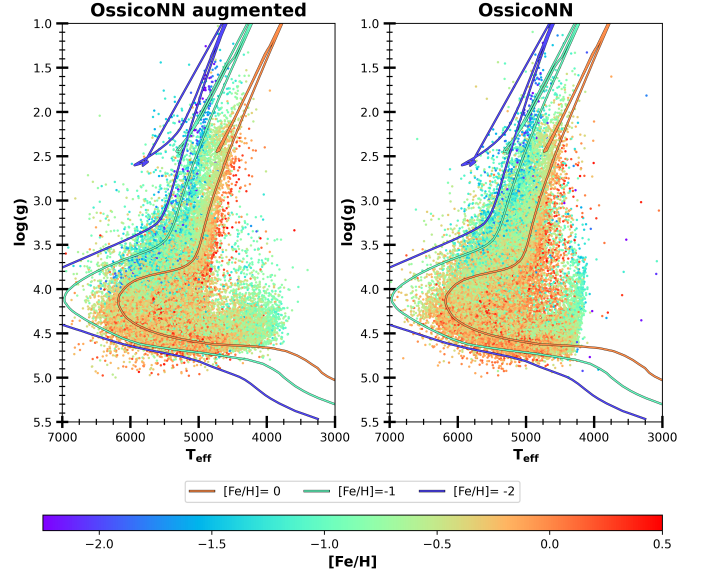 OssicoNN augmented
OssicoNN
1.0
1.5
2.0
2.5
3.0
3.5
4.0
4.5
5.0
5.5
log(g)
7000 6000 5000 4000 3000
T_eff
1.0
1.5
2.0
2.5
3.0
3.5
4.0
4.5
5.0
5.5
log(g)
7000 6000 5000 4000 3000
T_eff
[Fe/H]= 0 [Fe/H]=-1 [Fe/H]= -2
−2.0 −1.5 −1.0 −0.5 0.0 0.5
[Fe/H]